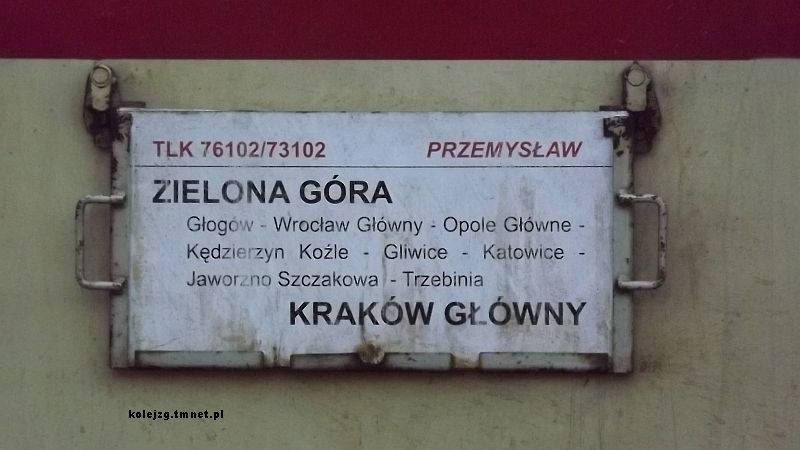 TLK 76102/73102 PRZEMYSŁAW
ZIELONA GÓRA
Głogów - Wrocław Główny - Opole Główne -
Kędzierzyn Koźle - Gliwice - Katowice -
Jaworzno Szczakowa - Trzebinia
KRAKÓW GŁÓWNY
kolejzg.tmnet.pl